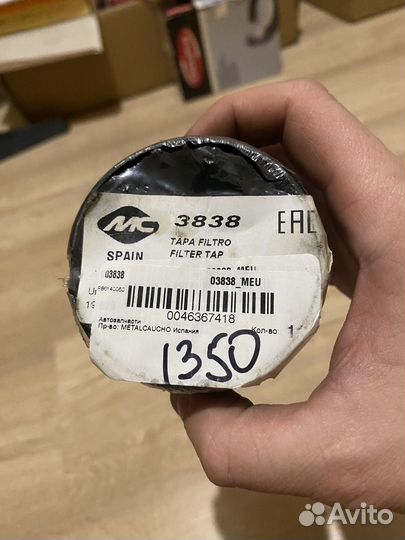 MC 3838 EAC
TAPA FILTRO
SPAIN FILTER TAP
03838 03838_MEU
0046367418
Автозапчасти
Пр-во: METALCAUCHO Испания Кол-во: 1
1350
Avito